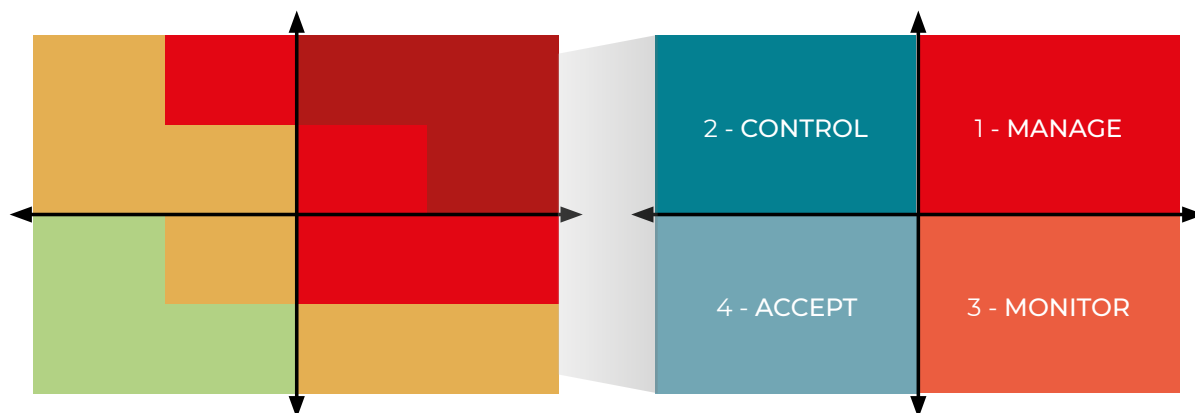 2 - CONTROL
1 - MANAGE
4 - ACCEPT
3 - MONITOR